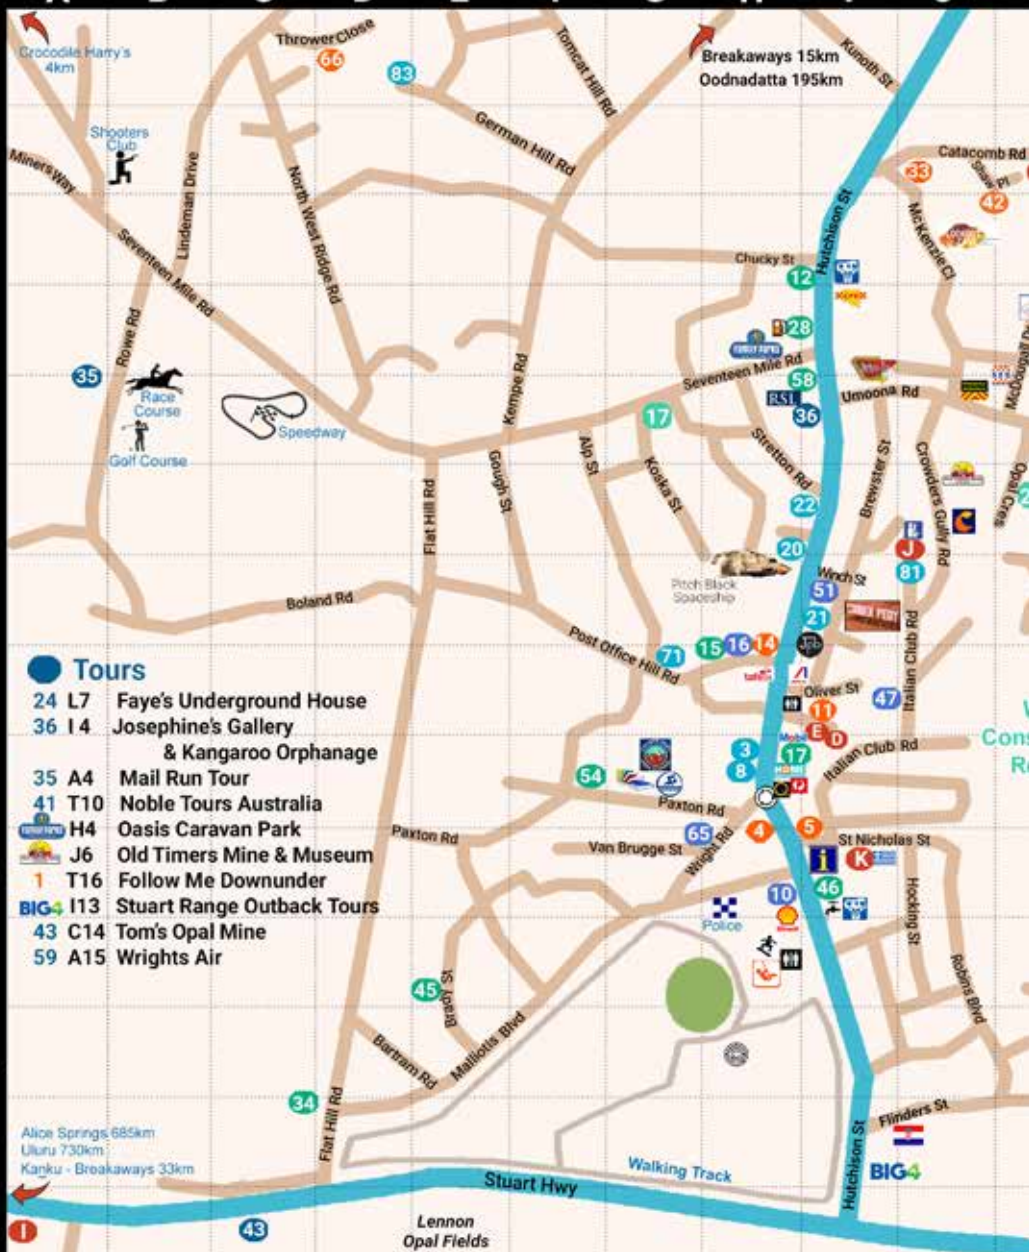 Crocodile Harry's
4km
Thrower Close
66
83
Tomcat Hill Rd
Breakaways 15km
Oodnadatta 195km
Kunoth St
Shooters
Club
Miners Way
German Hill Rd
Catacomb Rd
33
Shaw Pl
42
Lindeman Drive
North West Ridge Rd
Hutchison St
McKenzie Cl
Seventeen Mile Rd
Chucky St
12
28
Rowe Rd
35
Race
Course
Golf Course
Speedway
Kempe Rd
Seventeen Mile Rd
58
RSL
36
Umoona Rd
17
Flat Hill Rd
Gough St
Alp St
Koska St
Stretton Rd
Brewster St
Crowders Gully Rd
Opal Cres
22
20
J
81
Pitch Black
Spaceship
Winch St
51
21
Boland Rd
Post Office Hill Rd
71
15
16
14
Italian Club Rd
Oliver St
47
11
E
D
Mobil
17
Italian Club Rd
3
8
54
Paxton Rd
Paxton Rd
4
5
St Nicholas St
65
Van Brugge St
Wright Rd
i
K
46
10
Shell
Police
Hocking St
Robins Blvd
45
Brady St
Malliotis Blvd
Bartram Rd
34
Flat Hill Rd
Flinders St
BIG4
Hutchison St
Walking Track
Stuart Hwy
Lennon
Opal Fields
43
I
Alice Springs 685km
Uluru 730km
Kanku - Breakaways 33km
Tours
24 L7 Faye's Underground House
36 I 4 Josephine's Gallery
& Kangaroo Orphanage
35 A4 Mail Run Tour
41 T10 Noble Tours Australia
H4 Oasis Caravan Park
J6 Old Timers Mine & Museum
1 T16 Follow Me Downunder
BIG4 I13 Stuart Range Outback Tours
43 C14 Tom's Opal Mine
59 A15 Wrights Air